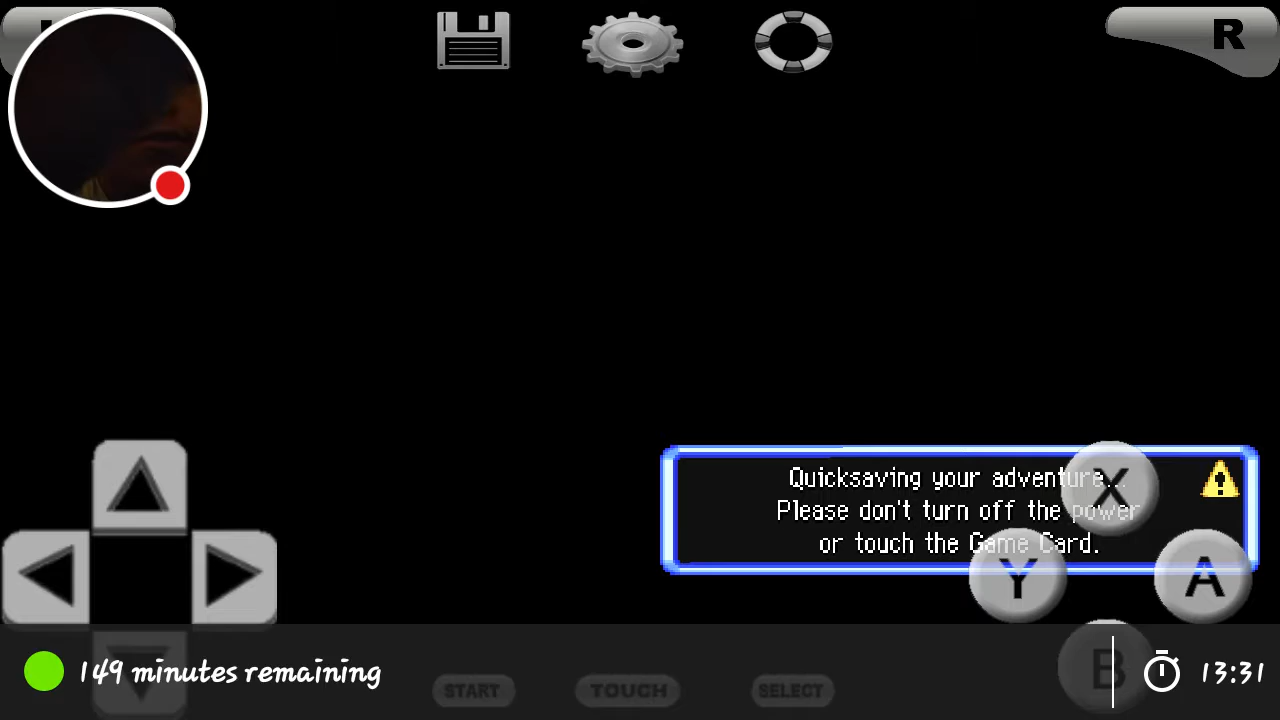 R
Quicksaving your adventure...
Please don't turn off the power
or touch the Game Card.
X
Y
A
B
149 minutes remaining
13:31
START
TOUCH
SELECT